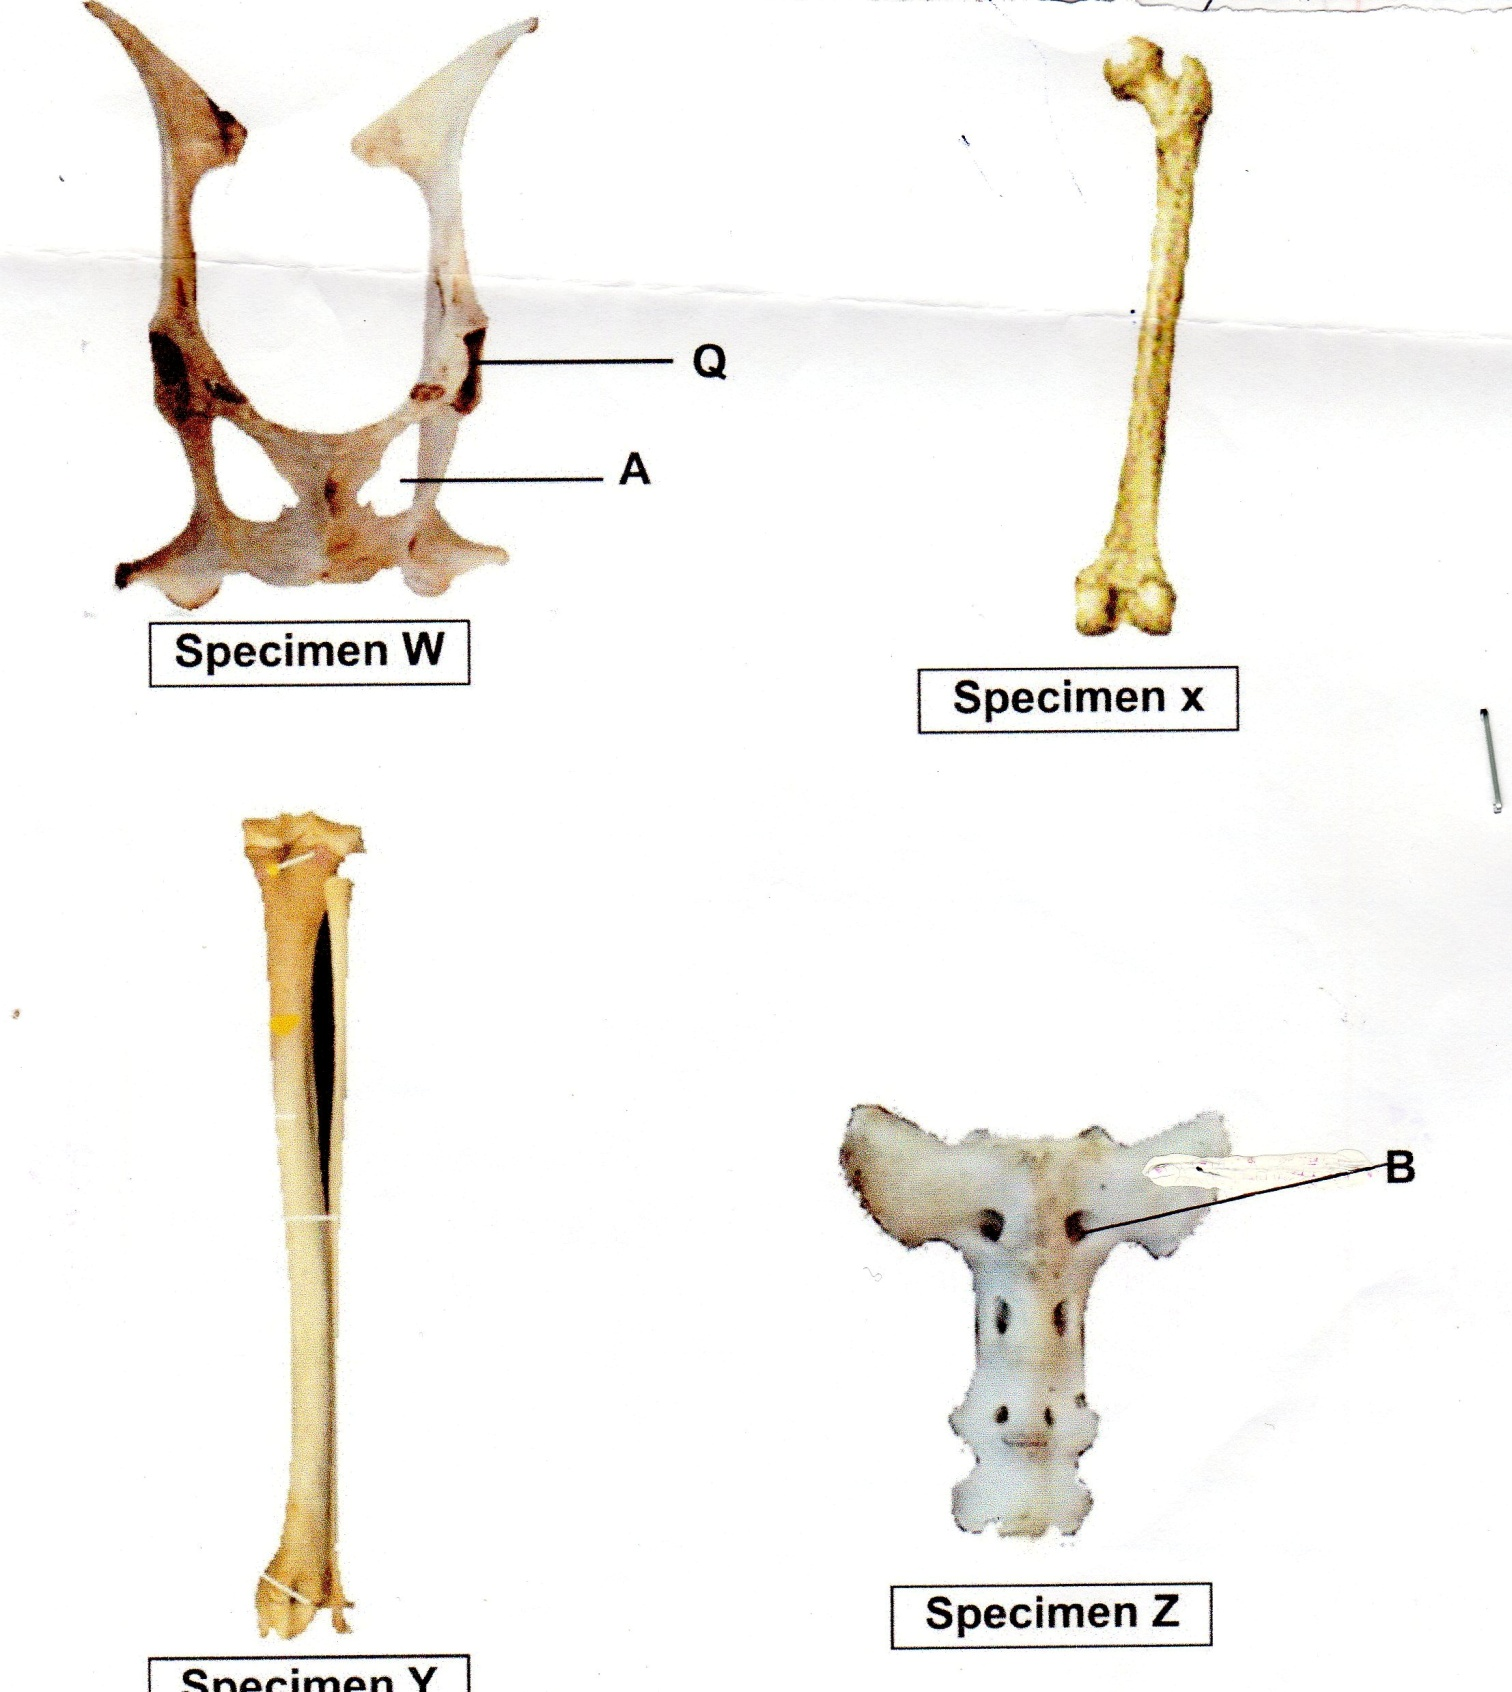 Q
A
Specimen W
Specimen x
B
Specimen Z
Specimen Y